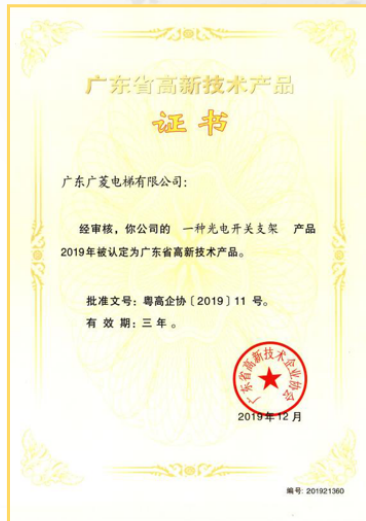 广东省高新技术产品
证书
广东广菱电梯有限公司：
经审核，你公司的 一种光电开关支架 产品
2019年被认定为广东省高新技术产品。
批准文号：粤高企协〔2019〕11 号。
有 效 期：三 年 。
广东省高新技术企业协会
2019年12 月
编号: 201921360